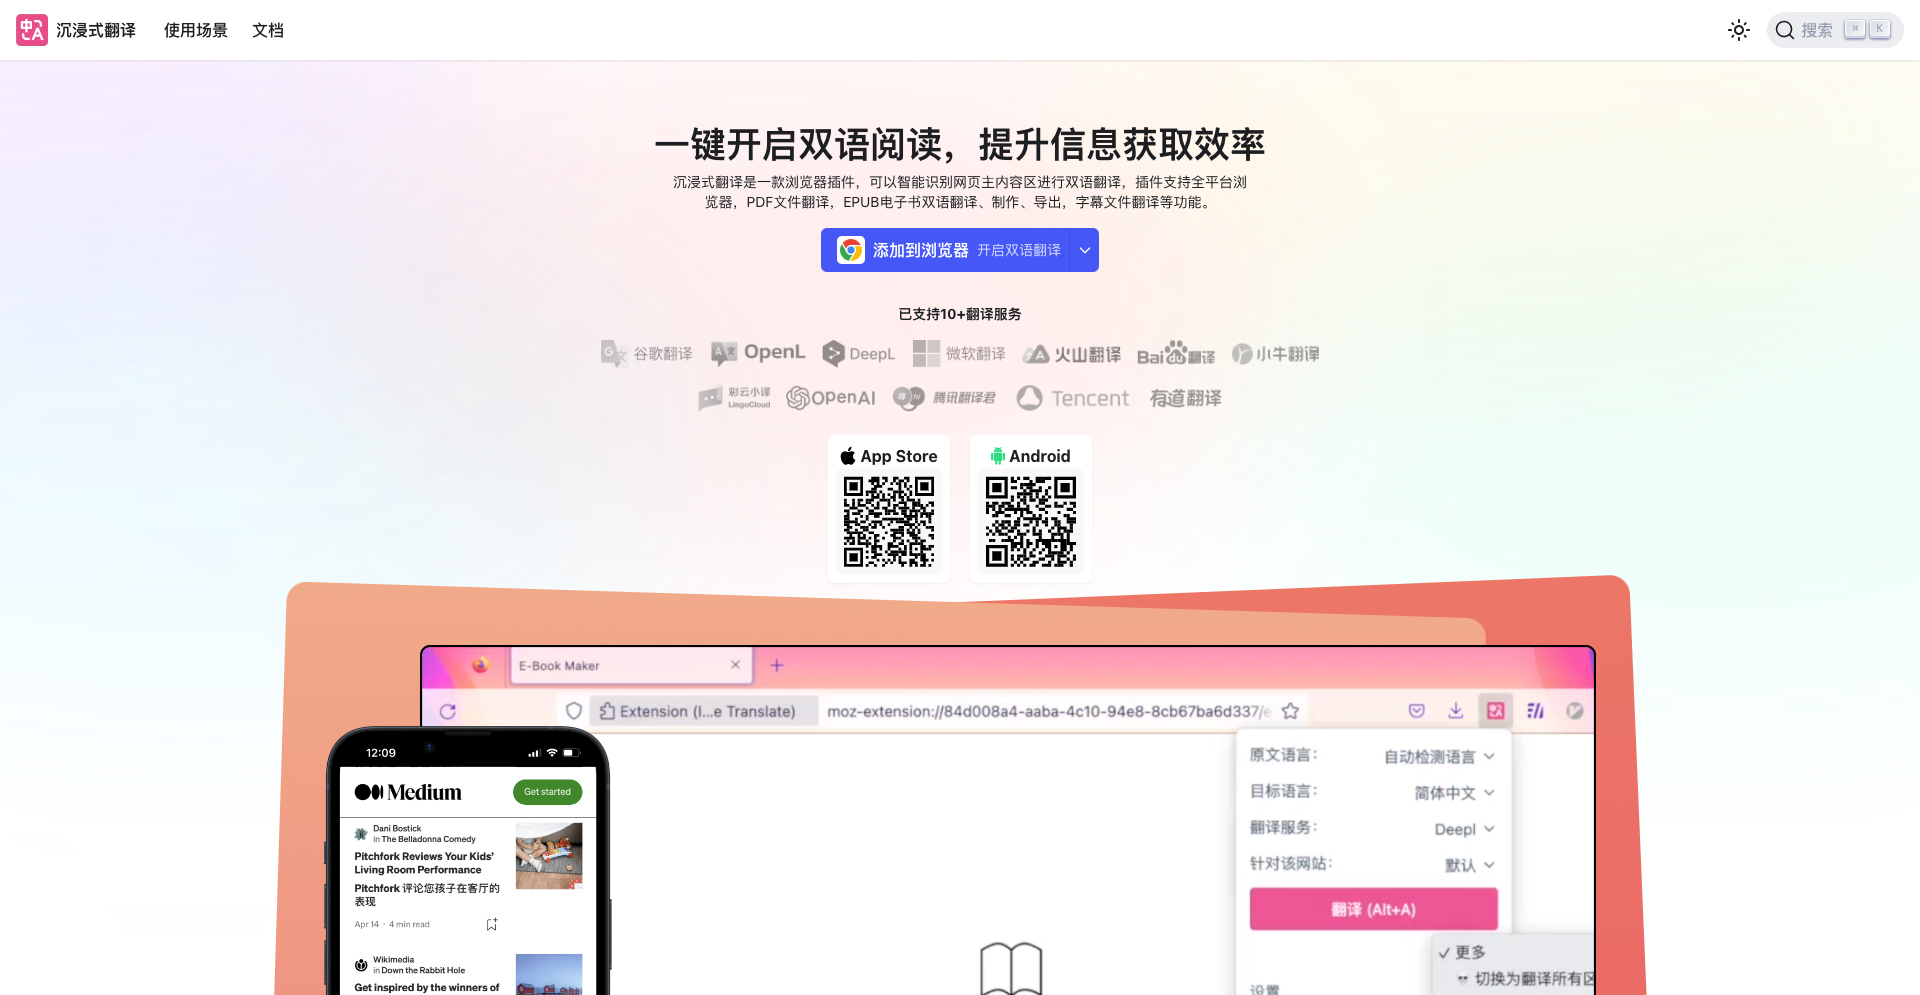 中 A
沉浸式翻译
使用场景
文档
搜索
⌘ K
一键开启双语阅读，提升信息获取效率
沉浸式翻译是一款浏览器插件，可以智能识别网页主内容区进行双语翻译，插件支持全平台浏
览器，PDF文件翻译，EPUB电子书双语翻译、制作、导出，字幕文件翻译等功能。
添加到浏览器 开启双语翻译
已支持10+翻译服务
G 文 谷歌翻译
A 文 OpenL
DeepL
微软翻译
火山翻译
Bai du 翻译
小牛翻译
彩云小译
LingoCloud
OpenAI
嗨 hi 腾讯翻译君
Tencent
有道翻译
App Store
Android
E-Book Maker
Extension (I...e Translate)
moz-extension://84d008a4-aaba-4c10-94e8-8cb67ba6d337/e
原文语言：
自动检测语言
目标语言：
简体中文
翻译服务：
Deepl
针对该网站：
默认
翻译 (Alt+A)
✓ 更多
切换为翻译所有区
设置
12:09
Medium
Get started
Dani Bostick
in The Belladonna Comedy
Pitchfork Reviews Your Kids'
Living Room Performance
Pitchfork 评论您孩子在客厅的
表现
Apr 14 · 4 min read
Wikimedia
in Down the Rabbit Hole
Get inspired by the winners of